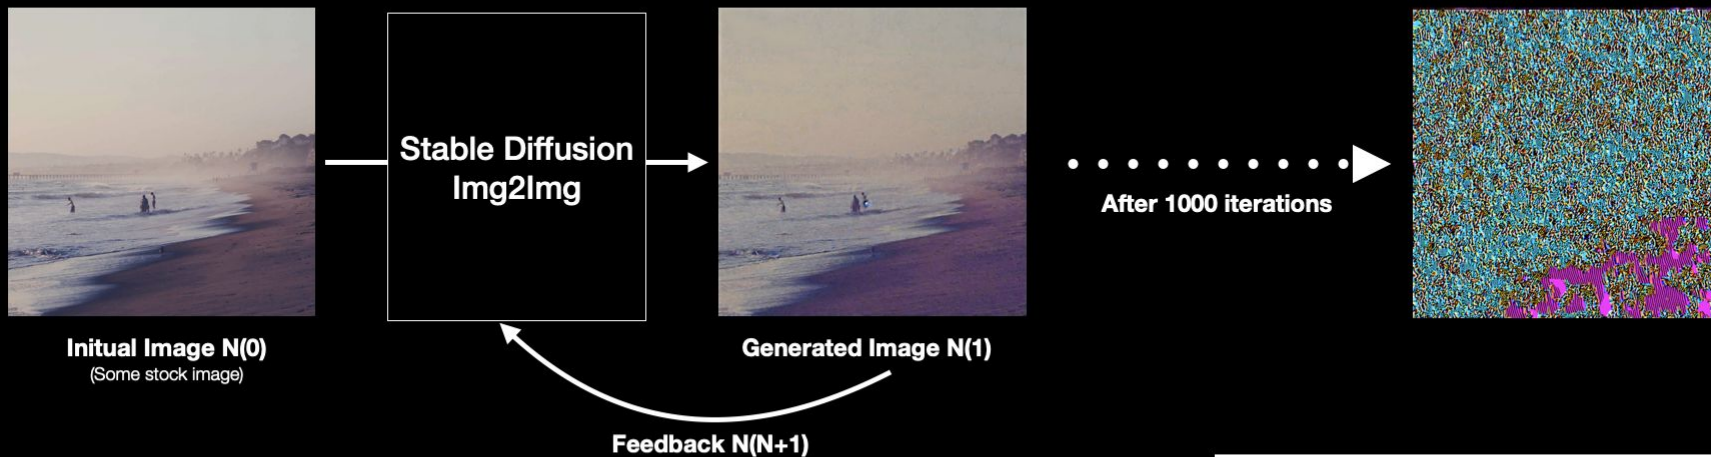 Stable Diffusion
Img2Img
After 1000 iterations
Initual Image N(0)
(Some stock image)
Generated Image N(1)
Feedback N(N+1)